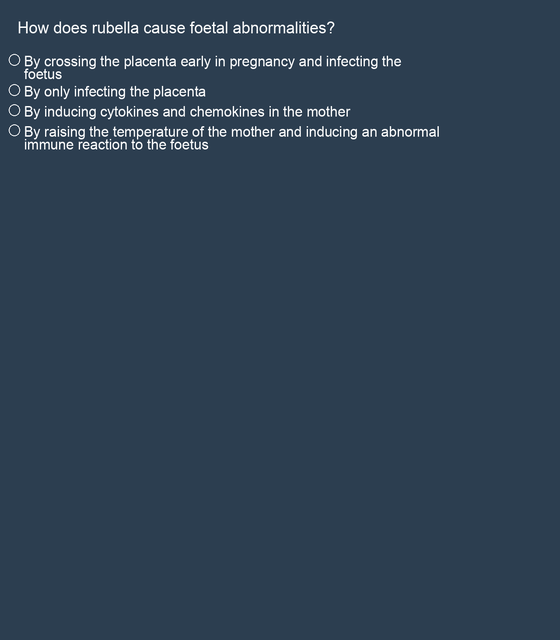 How does rubella cause foetal abnormalities?
By crossing the placenta early in pregnancy and infecting the
foetus
By only infecting the placenta
By inducing cytokines and chemokines in the mother
By raising the temperature of the mother and inducing an abnormal
immune reaction to the foetus